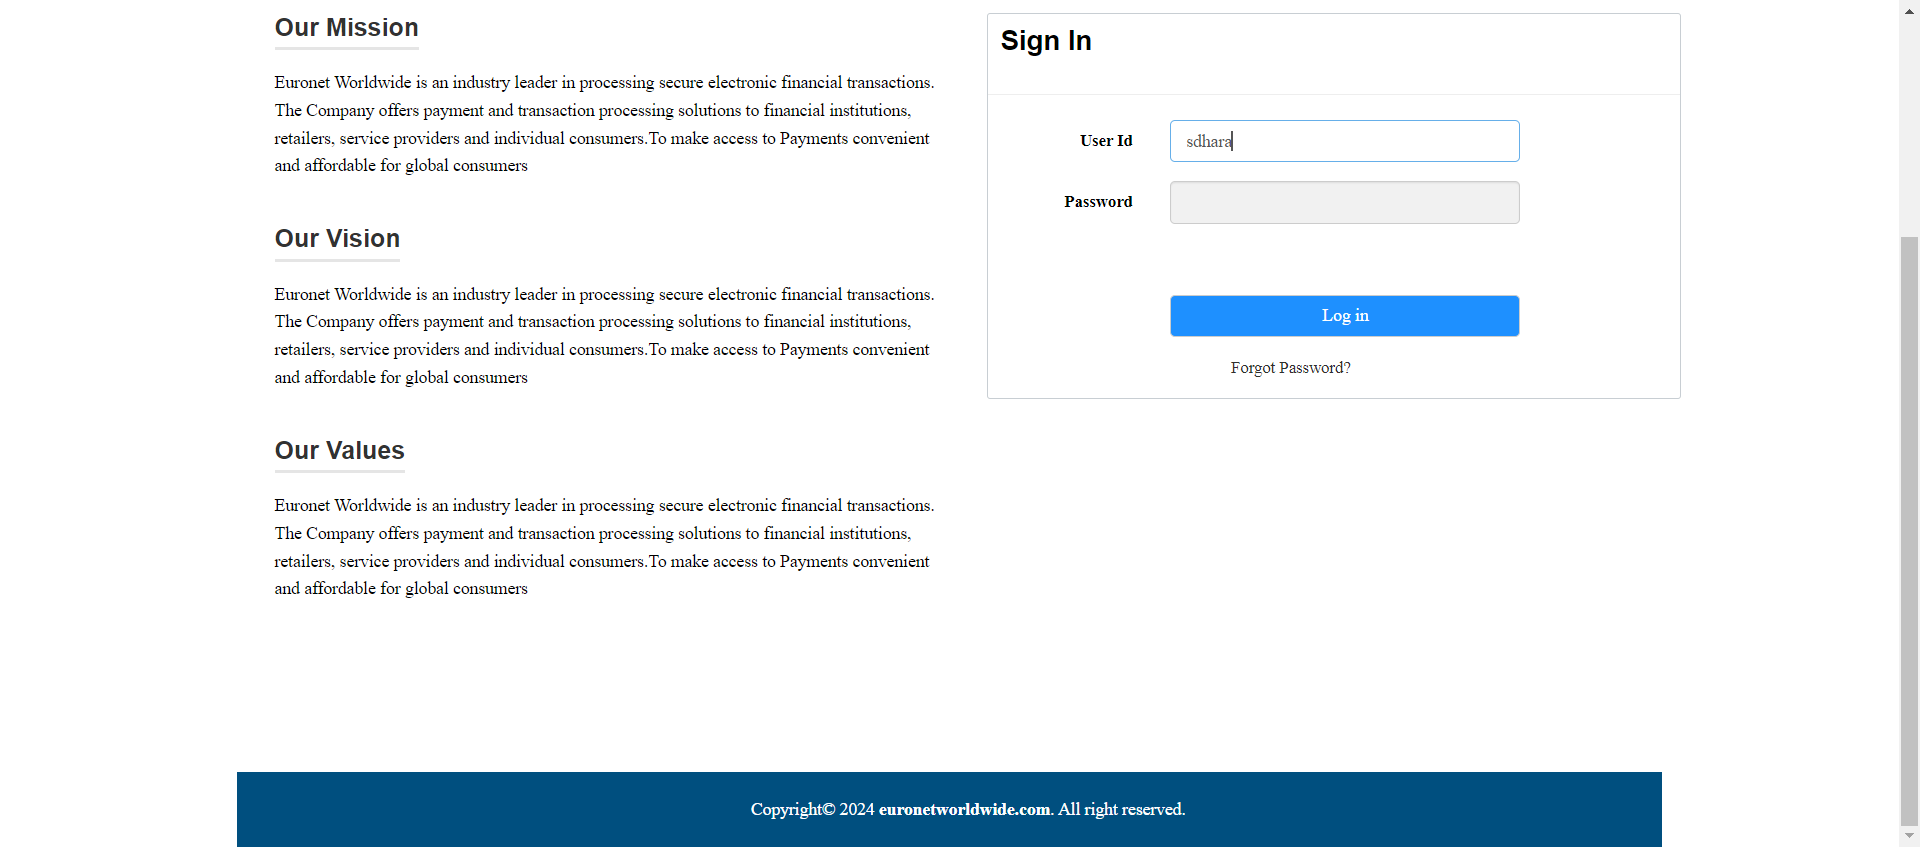 Our Mission
Euronet Worldwide is an industry leader in processing secure electronic financial transactions.
The Company offers payment and transaction processing solutions to financial institutions,
retailers, service providers and individual consumers.To make access to Payments convenient
and affordable for global consumers
Our Vision
Euronet Worldwide is an industry leader in processing secure electronic financial transactions.
The Company offers payment and transaction processing solutions to financial institutions,
retailers, service providers and individual consumers.To make access to Payments convenient
and affordable for global consumers
Our Values
Euronet Worldwide is an industry leader in processing secure electronic financial transactions.
The Company offers payment and transaction processing solutions to financial institutions,
retailers, service providers and individual consumers.To make access to Payments convenient
and affordable for global consumers
Sign In
User Id sdhara
Password
Log in
Forgot Password?
Copyright© 2024 euronetworldwide.com. All right reserved.